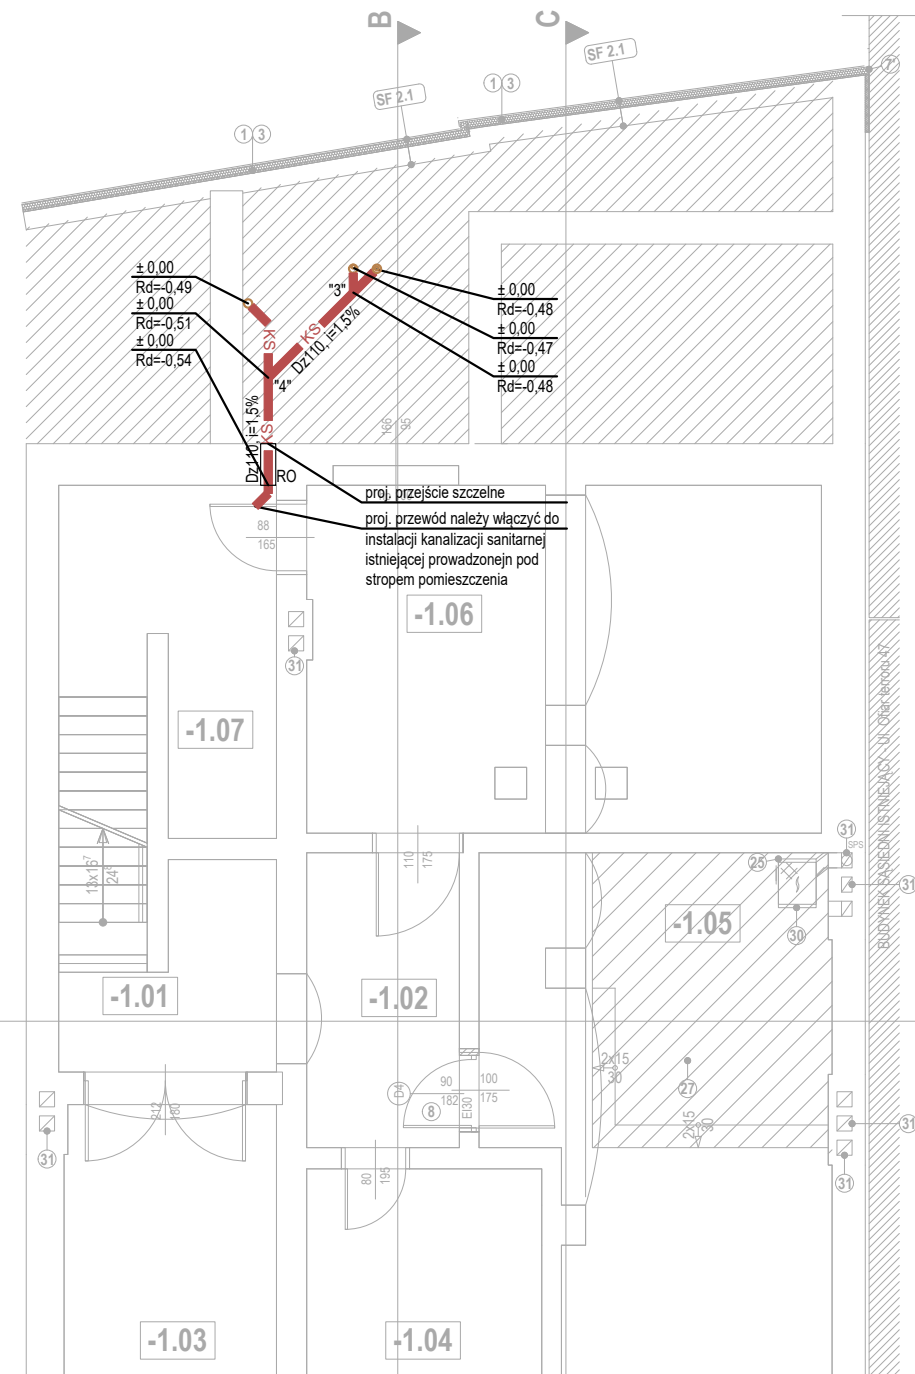 B
C
SF 2.1
SF 2.1
7'
1 3
1 3
± 0,00
Rd=-0,49
± 0,00
Rd=-0,51
± 0,00
Rd=-0,54
"3"
KS
KS
Dz110, i=1,5%
"4"
± 0,00
Rd=-0,48
± 0,00
Rd=-0,47
± 0,00
Rd=-0,48
Dz110, i=1,5%
KS
RO
166
95
proj. przejście szczelne
proj. przewód należy włączyć do
instalacji kanalizacji sanitarnej
istniejącej prowadzonejn pod
stropem pomieszczenia
88
165
-1.06
31
-1.07
BUDYNEK SĄSIEDNI ISTNIEJĄCY - Ul. Ofiar terroru 47
110
175
13x16⁷
24⁵
25
31
SPS
31
30
-1.05
-1.01
-1.02
2x15
30
27
D4
90
182
100
175
EI30
8
2x15
30
212
180
31
31
31
80
195
-1.03
-1.04